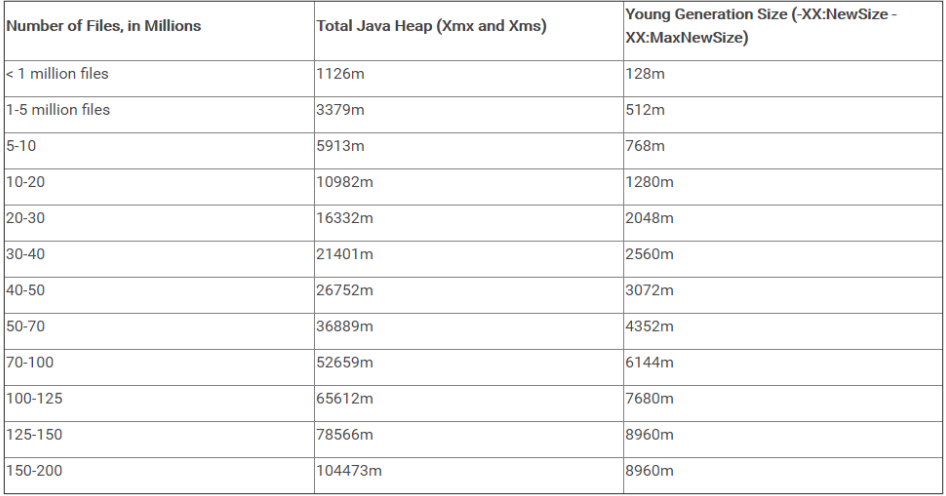 Number of Files, in Millions
Total Java Heap (Xmx and Xms)
Young Generation Size (-XX:NewSize -
XX:MaxNewSize)
< 1 million files
1126m
128m
1-5 million files
3379m
512m
5-10
5913m
768m
10-20
10982m
1280m
20-30
16332m
2048m
30-40
21401m
2560m
40-50
26752m
3072m
50-70
36889m
4352m
70-100
52659m
6144m
100-125
65612m
7680m
125-150
78566m
8960m
150-200
104473m
8960m